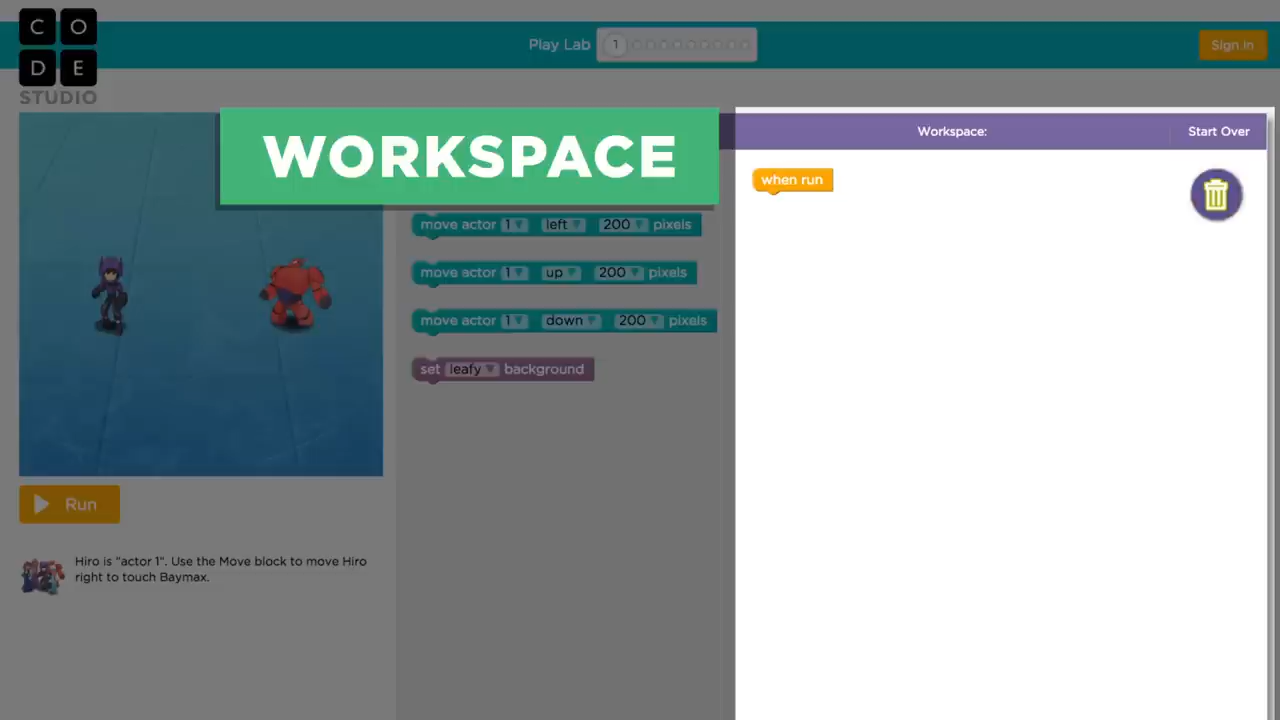 C O
D E
STUDIO
Play Lab 1
Sign in
WORKSPACE
Workspace:
Start Over
when run
move actor 1 left 200 pixels
move actor 1 up 200 pixels
move actor 1 down 200 pixels
set leafy background
Run
Hiro is "actor 1". Use the Move block to move Hiro
right to touch Baymax.